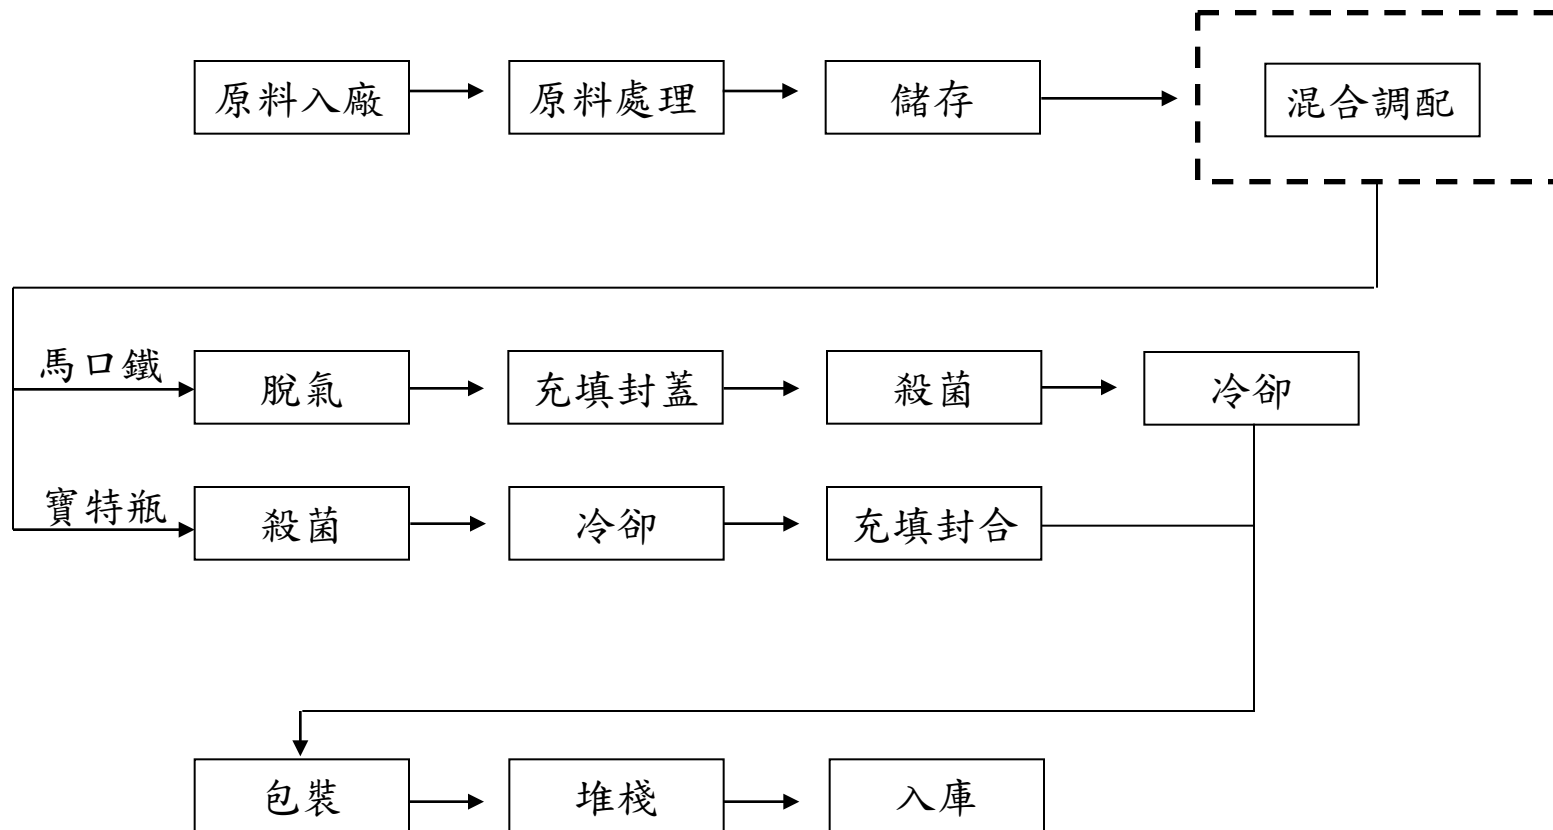 原料入廠
原料處理
儲存
混合調配
馬口鐵
脫氣
充填封蓋
殺菌
冷卻
寶特瓶
殺菌
冷卻
充填封合
包裝
堆棧
入庫